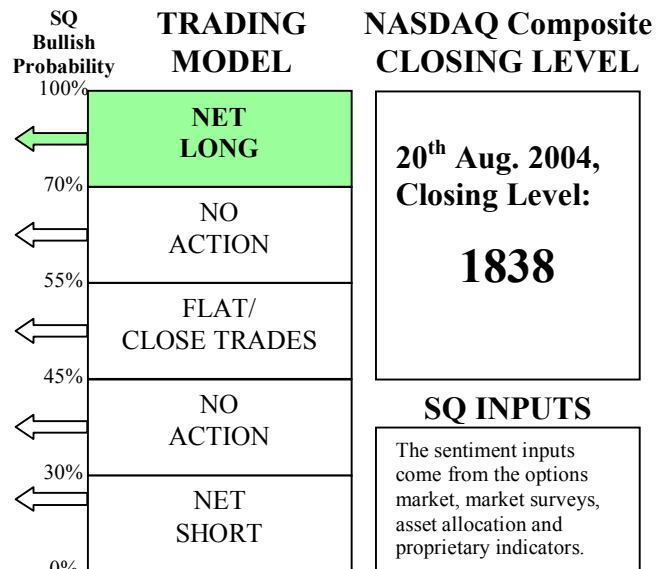 SQ
Bullish
Probability
TRADING
MODEL
100%
NET
LONG
70%
NO
ACTION
55%
FLAT/
CLOSE TRADES
45%
NO
ACTION
30%
NET
SHORT
0%
NASDAQ Composite
CLOSING LEVEL
20th Aug. 2004,
Closing Level:
1838
SQ INPUTS
The sentiment inputs
come from the options
market, market surveys,
asset allocation and
proprietary indicators.